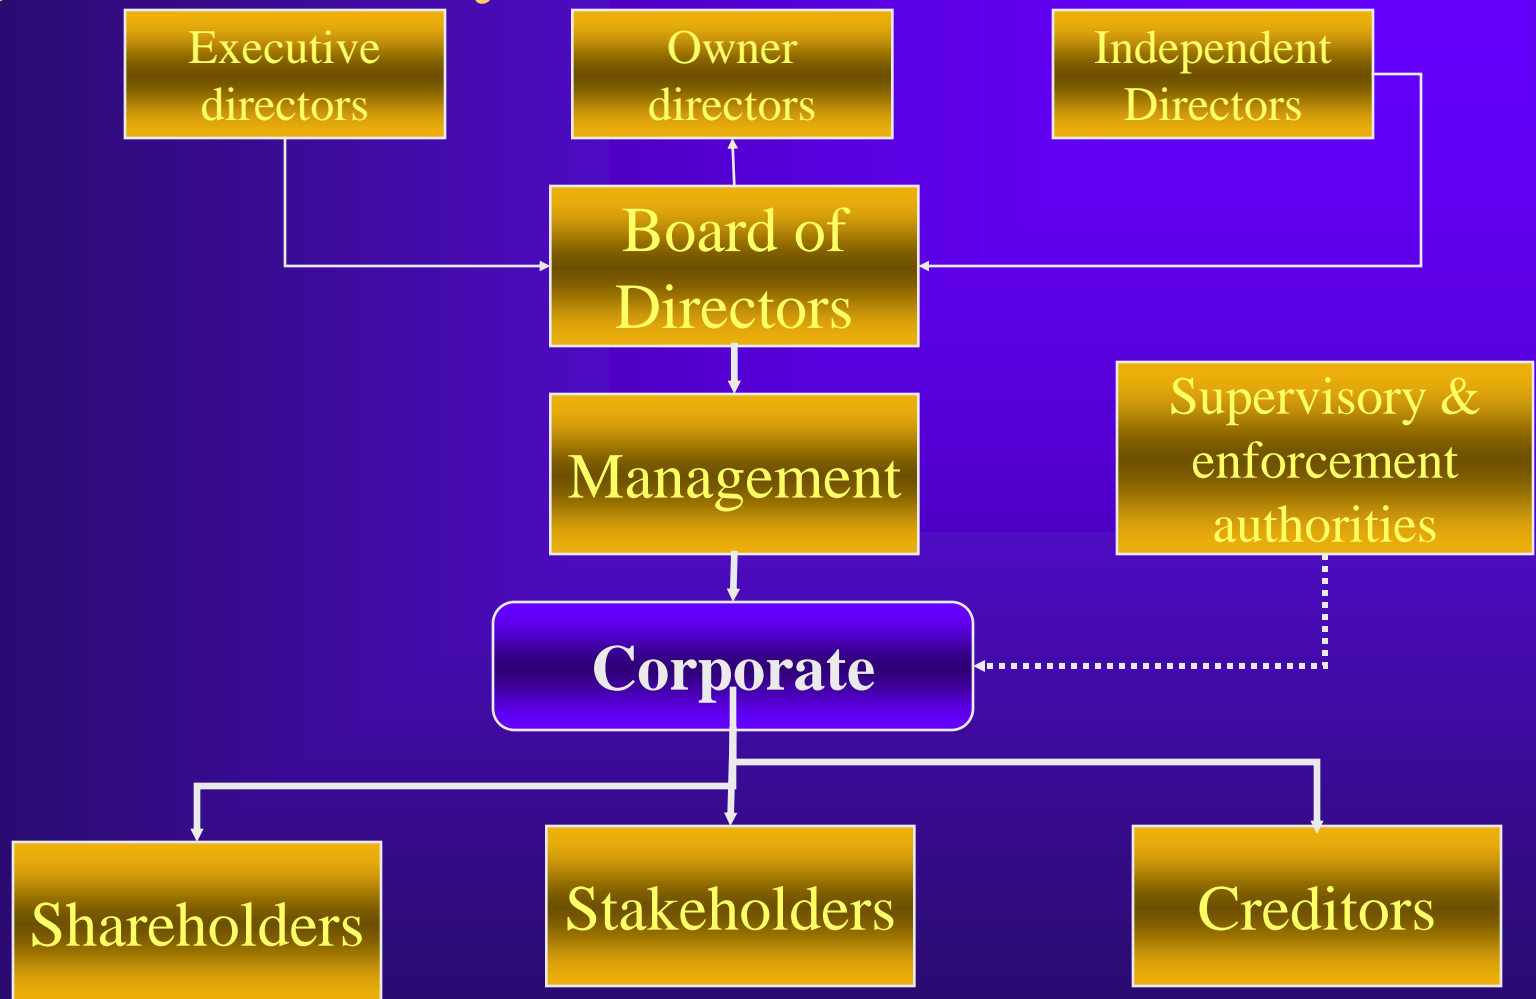 Executive
directors
Owner
directors
Independent
Directors
Board of
Directors
Supervisory &
enforcement
authorities
Management
Corporate
Shareholders
Stakeholders
Creditors